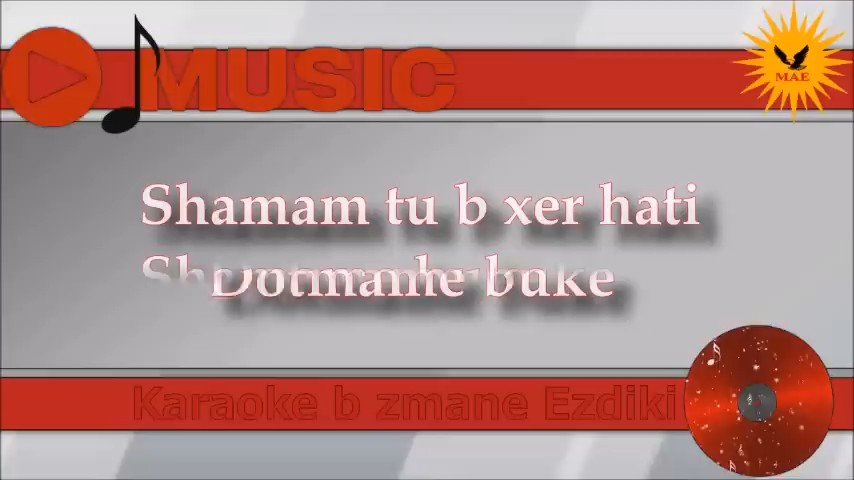 MUSIC
MAE
Shamam tu b xer hati
Dotmame buke
Karaoke b zmane Ezdiki